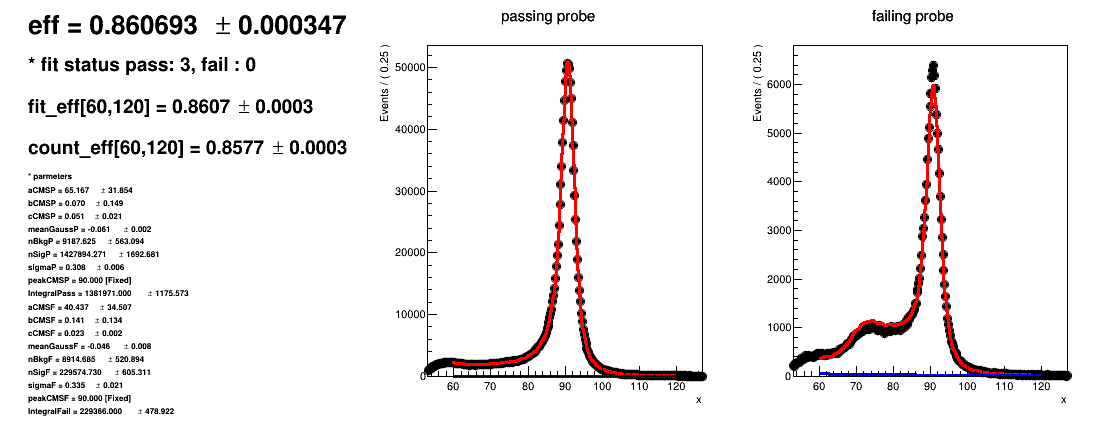 eff = 0.860693 ± 0.000347
* fit status pass: 3, fail : 0
fit_eff[60,120] = 0.8607 ± 0.0003
count_eff[60,120] = 0.8577 ± 0.0003
* parmeters
aCMSP = 65.167 ± 31.854
bCMSP = 0.070 ± 0.149
cCMSP = 0.051 ± 0.021
meanGaussP = -0.061 ± 0.002
nBkgP = 9187.625 ± 563.094
nSigP = 1427894.271 ± 1692.681
sigmaP = 0.308 ± 0.006
peakCMSP = 90.000 [Fixed]
IntegralPass = 1381971.000 ± 1175.573
aCMSF = 40.437 ± 34.507
bCMSF = 0.141 ± 0.134
cCMSF = 0.023 ± 0.002
meanGaussF = -0.046 ± 0.008
nBkgF = 8914.685 ± 520.894
nSigF = 229574.730 ± 605.311
sigmaF = 0.335 ± 0.021
peakCMSF = 90.000 [Fixed]
IntegralFail = 229366.000 ± 478.922
passing probe
Events / ( 0.25 )
50000
40000
30000
20000
10000
0
60 70 80 90 100 110 120
x
failing probe
Events / ( 0.25 )
6000
5000
4000
3000
2000
1000
0
60 70 80 90 100 110 120
x